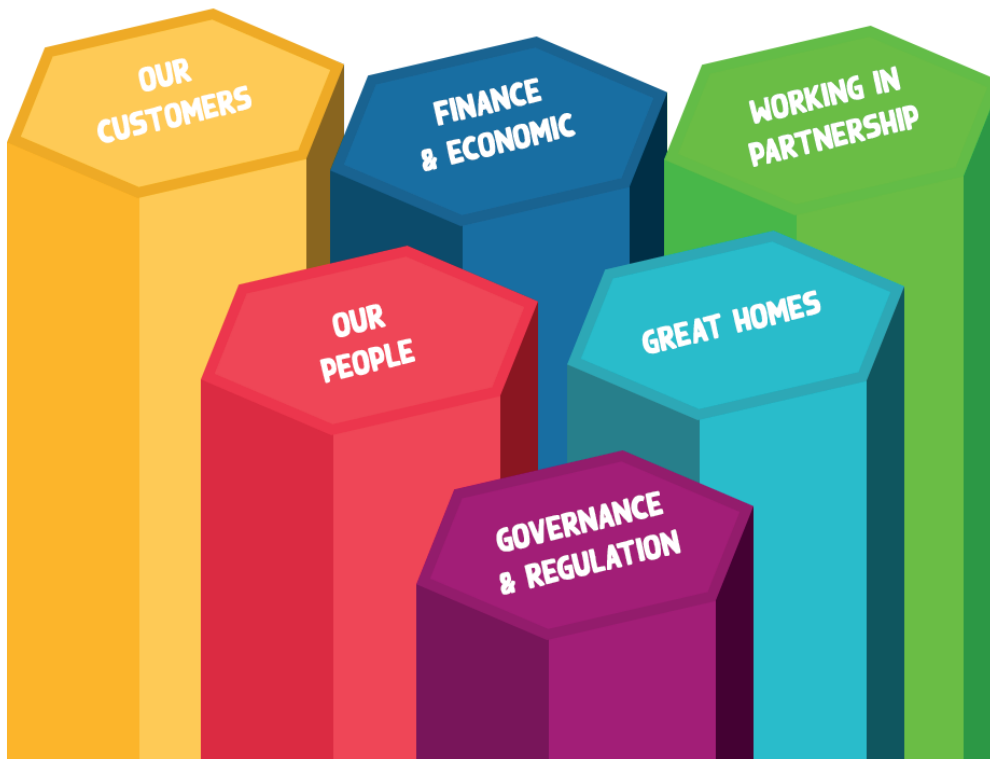 OUR
CUSTOMERS
FINANCE
& ECONOMIC
WORKING IN
PARTNERSHIP
OUR
PEOPLE
GREAT HOMES
GOVERNANCE
& REGULATION